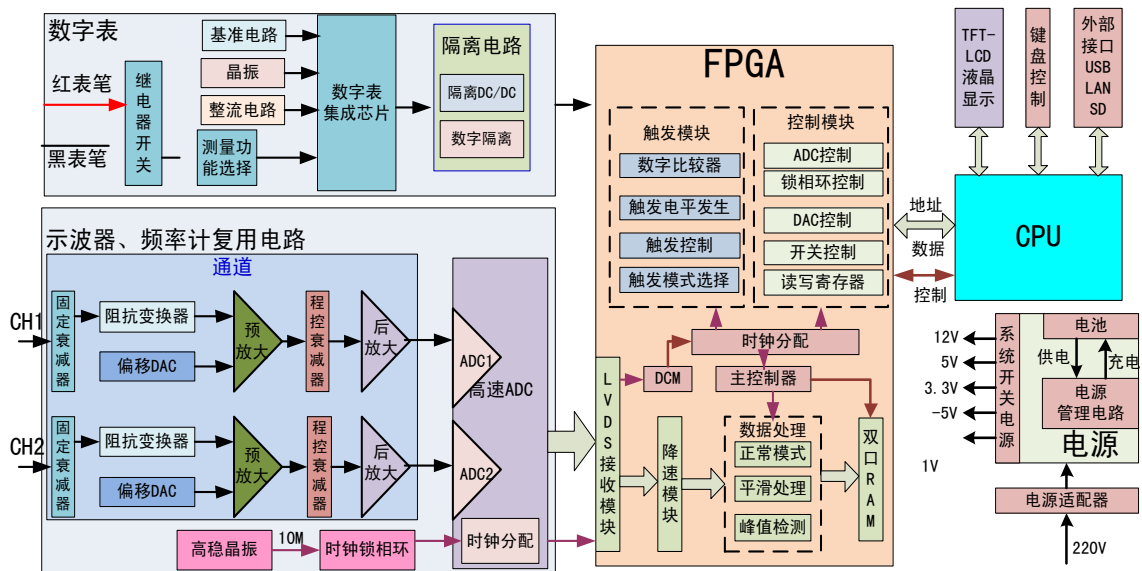 数字表
红表笔
黑表笔
继电器开关
基准电路
晶振
整流电路
测量功
能选择
数字表
集成芯片
隔离电路
隔离DC/DC
数字隔离
示波器、频率计复用电路
通道
CH1
固定衰减器
阻抗变换器
偏移DAC
预
放大
程控衰减器
后
放大
ADC1
高速ADC
CH2
固定衰减器
阻抗变换器
偏移DAC
预
放大
程控衰减器
后
放大
ADC2
高稳晶振
10M
时钟锁相环
时钟分配
FPGA
触发模块
数字比较器
触发电平发生
触发控制
触发模式选择
控制模块
ADC控制
锁相环控制
DAC控制
开关控制
读写寄存器
时钟分配
DCM
主控制器
LVDS接收模块
降速模块
数据处理
正常模式
平滑处理
峰值检测
双口RAM
地址
数据
控制
TFT-
LCD
液晶
显示
键盘控制
外部
接口
USB
LAN
SD
CPU
12V
5V
3.3V
-5V
1V
系统开关电源
电池
供电
充电
电源
管理电路
电源
电源适配器
220V